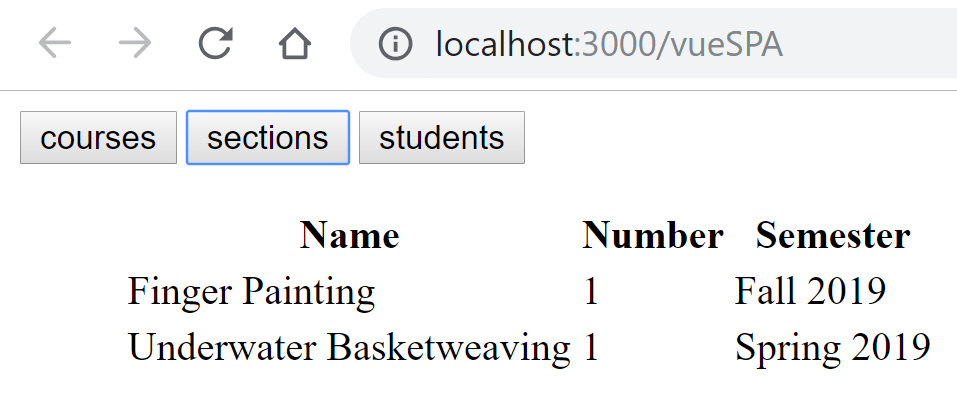 localhost:3000/vueSPA
courses sections students
Name Number Semester
Finger Painting 1 Fall 2019
Underwater Basketweaving 1 Spring 2019